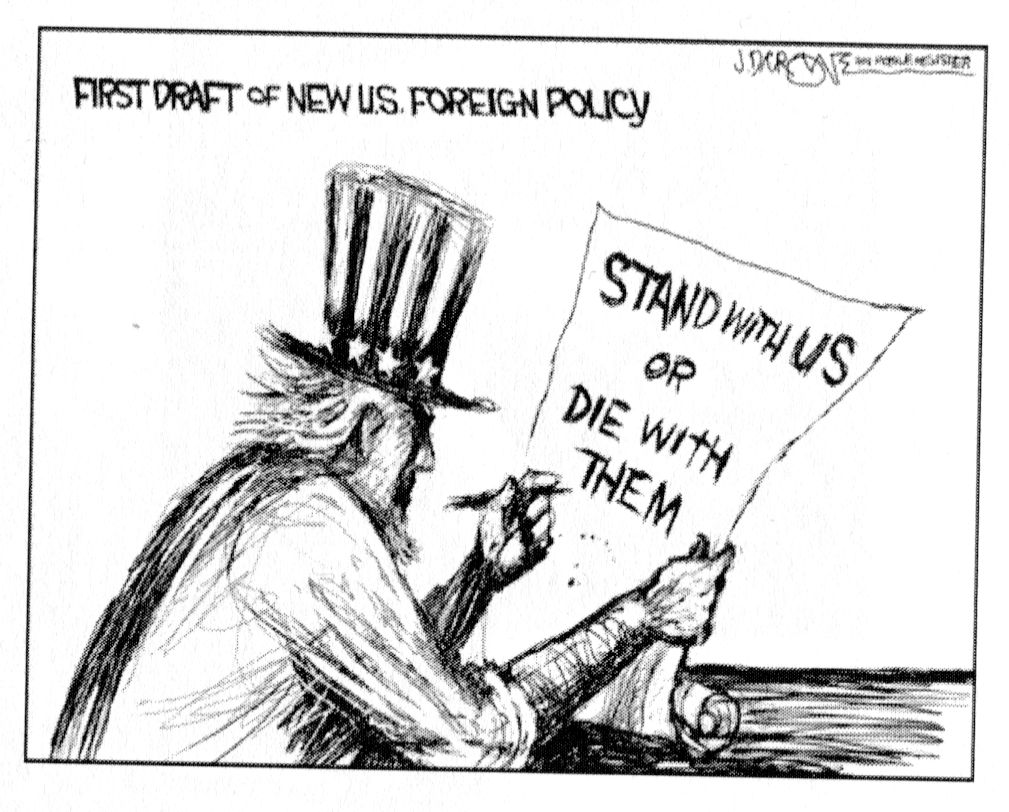 FIRST DRAFT OF NEW U.S. FOREIGN POLICY
STAND WITH US
OR
DIE WITH
THEM